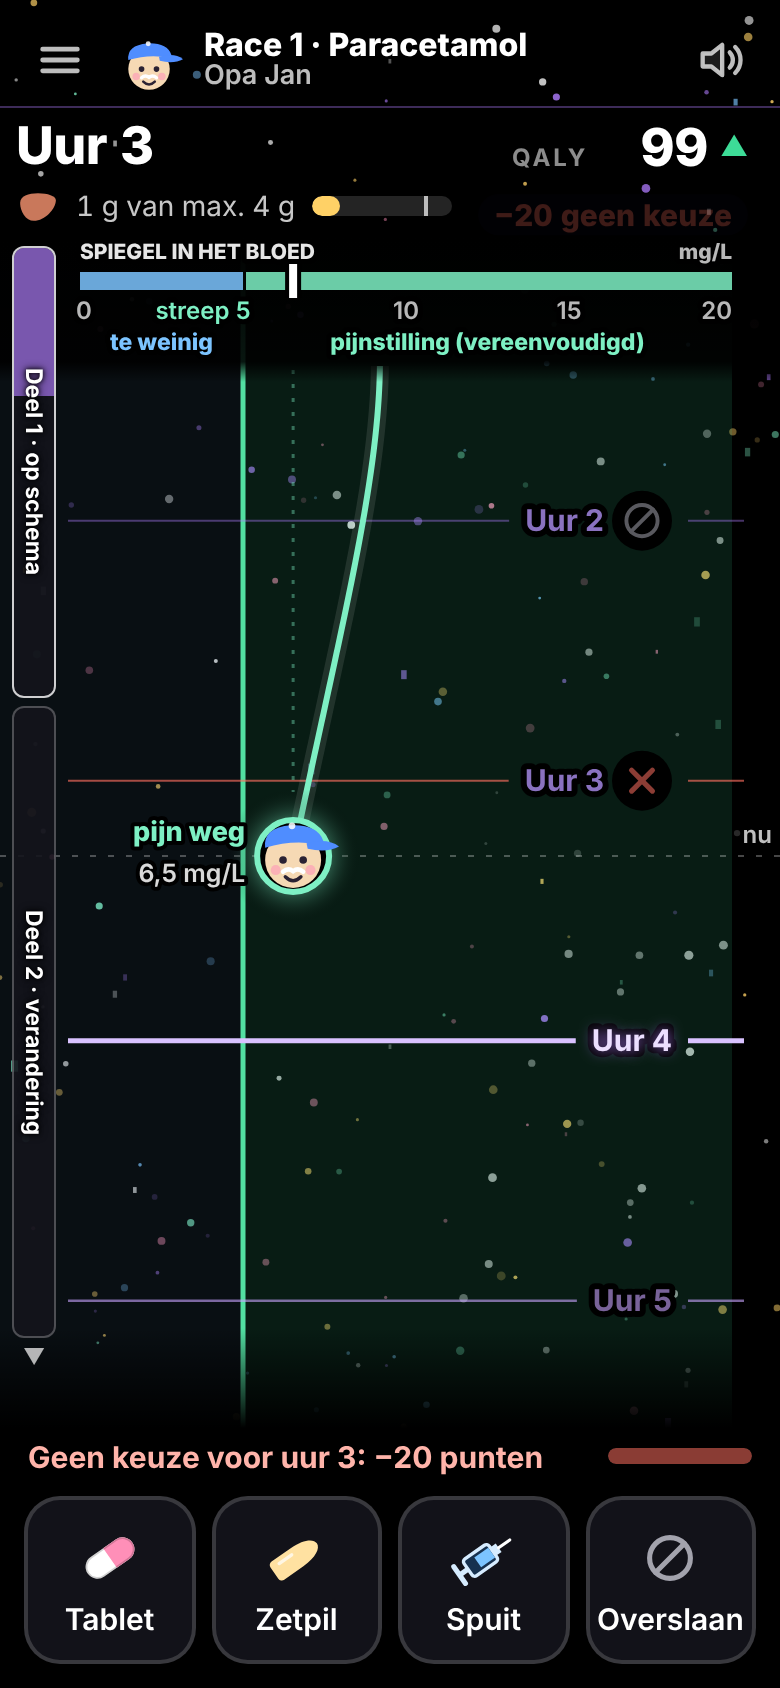 Race 1 · Paracetamol
Opa Jan
Uur 3
QALY 99
1 g van max. 4 g
−20 geen keuze
SPIEGEL IN HET BLOED mg/L
0 streep 5 10 15 20
te weinig pijnstilling (vereenvoudigd)
Deel 1 · op schema
Uur 2
Uur 3
pijn weg
nu
6,5 mg/L
Deel 2 · verandering
Uur 4
Uur 5
Geen keuze voor uur 3: −20 punten
Tablet Zetpil Spuit Overslaan